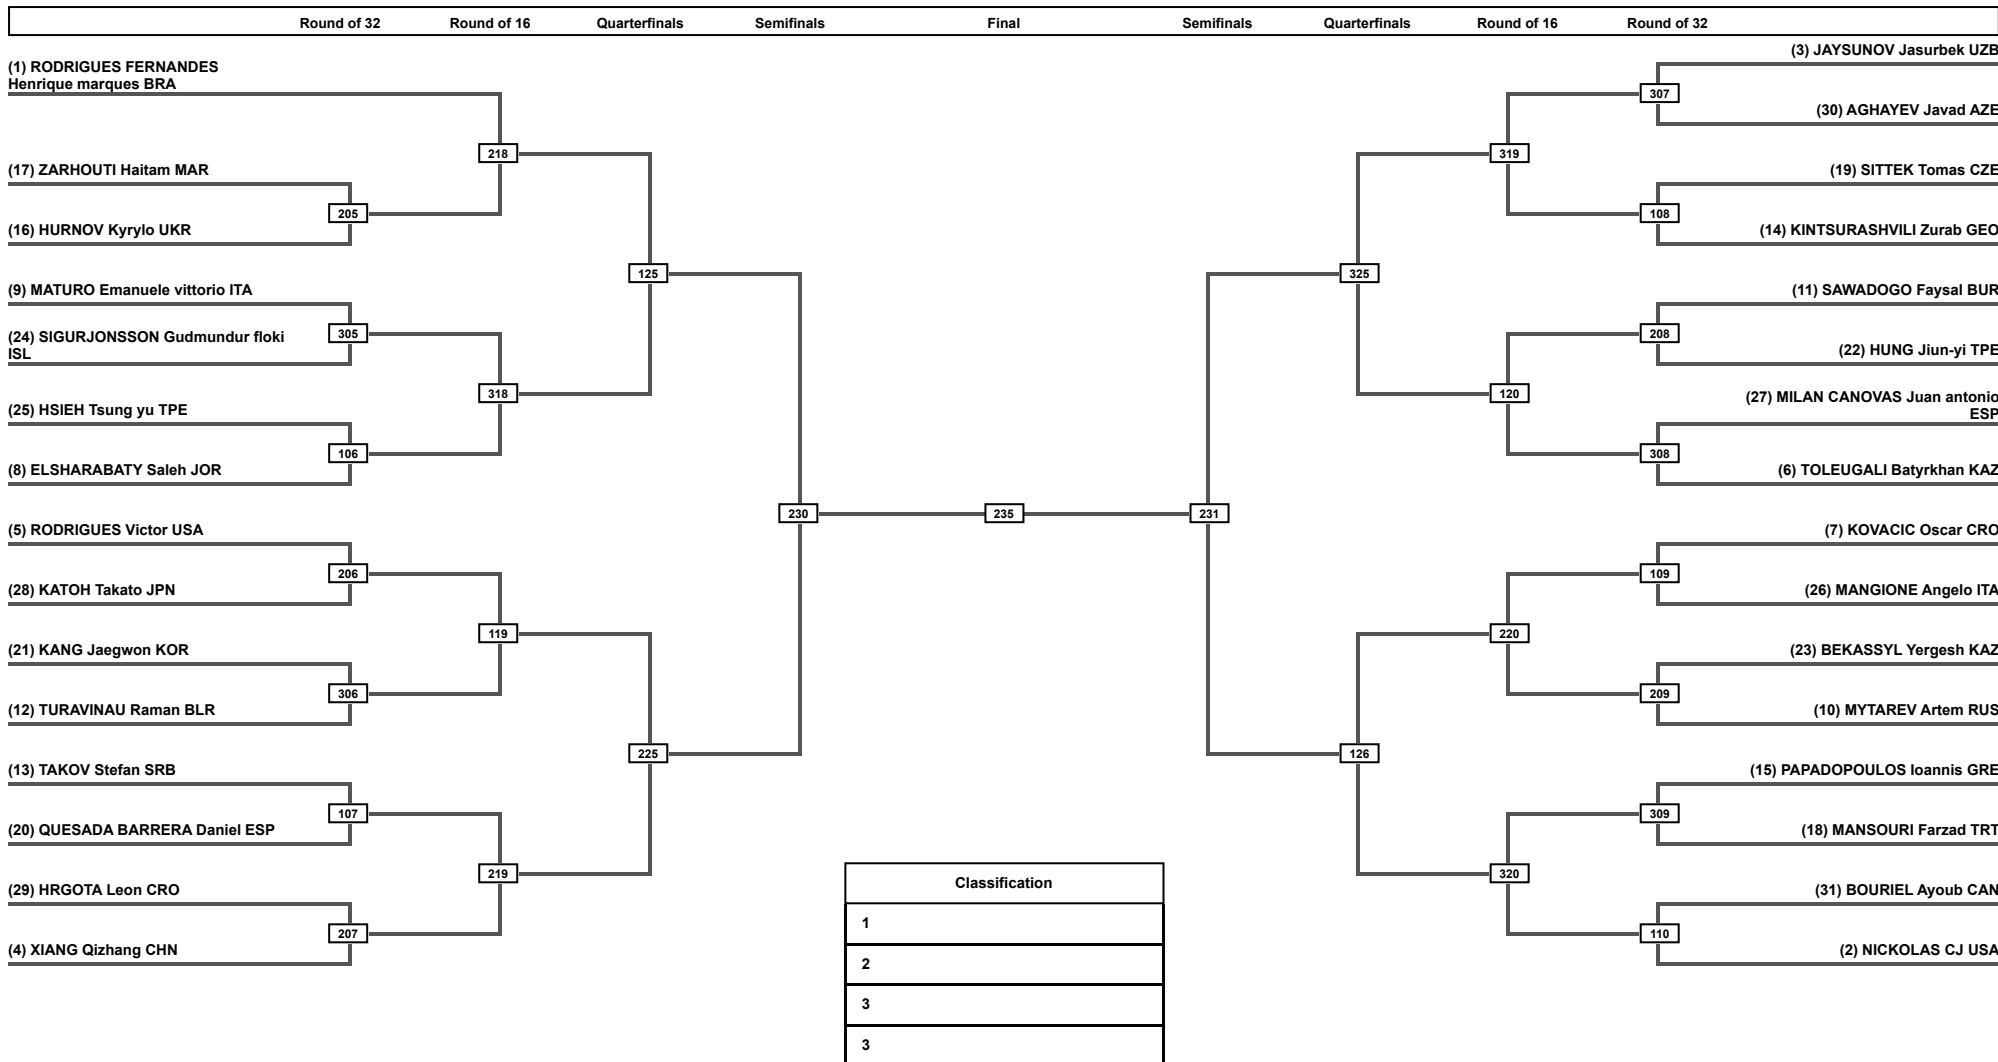 Round of 32 Round of 16 Quarterfinals Semifinals Final Semifinals Quarterfinals Round of 16 Round of 32
(1) RODRIGUES FERNANDES
Henrique marques BRA
218
(17) ZARHOUTI Haitam MAR
205
(16) HURNOV Kyrylo UKR
125
(9) MATURO Emanuele vittorio ITA
305
(24) SIGURJONSSON Gudmundur floki
ISL
318
(25) HSIEH Tsung yu TPE
106
(8) ELSHARABATY Saleh JOR
230
(5) RODRIGUES Victor USA
206
(28) KATOH Takato JPN
119
(21) KANG Jaegwon KOR
306
(12) TURAVINAU Raman BLR
225
(13) TAKOV Stefan SRB
107
(20) QUESADA BARRERA Daniel ESP
219
(29) HRGOTA Leon CRO
207
(4) XIANG Qizhang CHN
235
(3) JAYSUNOV Jasurbek UZB
307
(30) AGHAYEV Javad AZE
319
(19) SITTEK Tomas CZE
108
(14) KINTSURASHVILI Zurab GEO
325
(11) SAWADOGO Faysal BUR
208
(22) HUNG Jiun-yi TPE
120
(27) MILAN CANOVAS Juan antonio
ESP
308
(6) TOLEUGALI Batyrkhan KAZ
231
(7) KOVACIC Oscar CRO
109
(26) MANGIONE Angelo ITA
220
(23) BEKASSYL Yergesh KAZ
209
(10) MYTAREV Artem RUS
126
(15) PAPADOPOULOS Ioannis GRE
309
(18) MANSOURI Farzad TRT
320
(31) BOURIEL Ayoub CAN
110
(2) NICKOLAS CJ USA
Classification
1
2
3
3